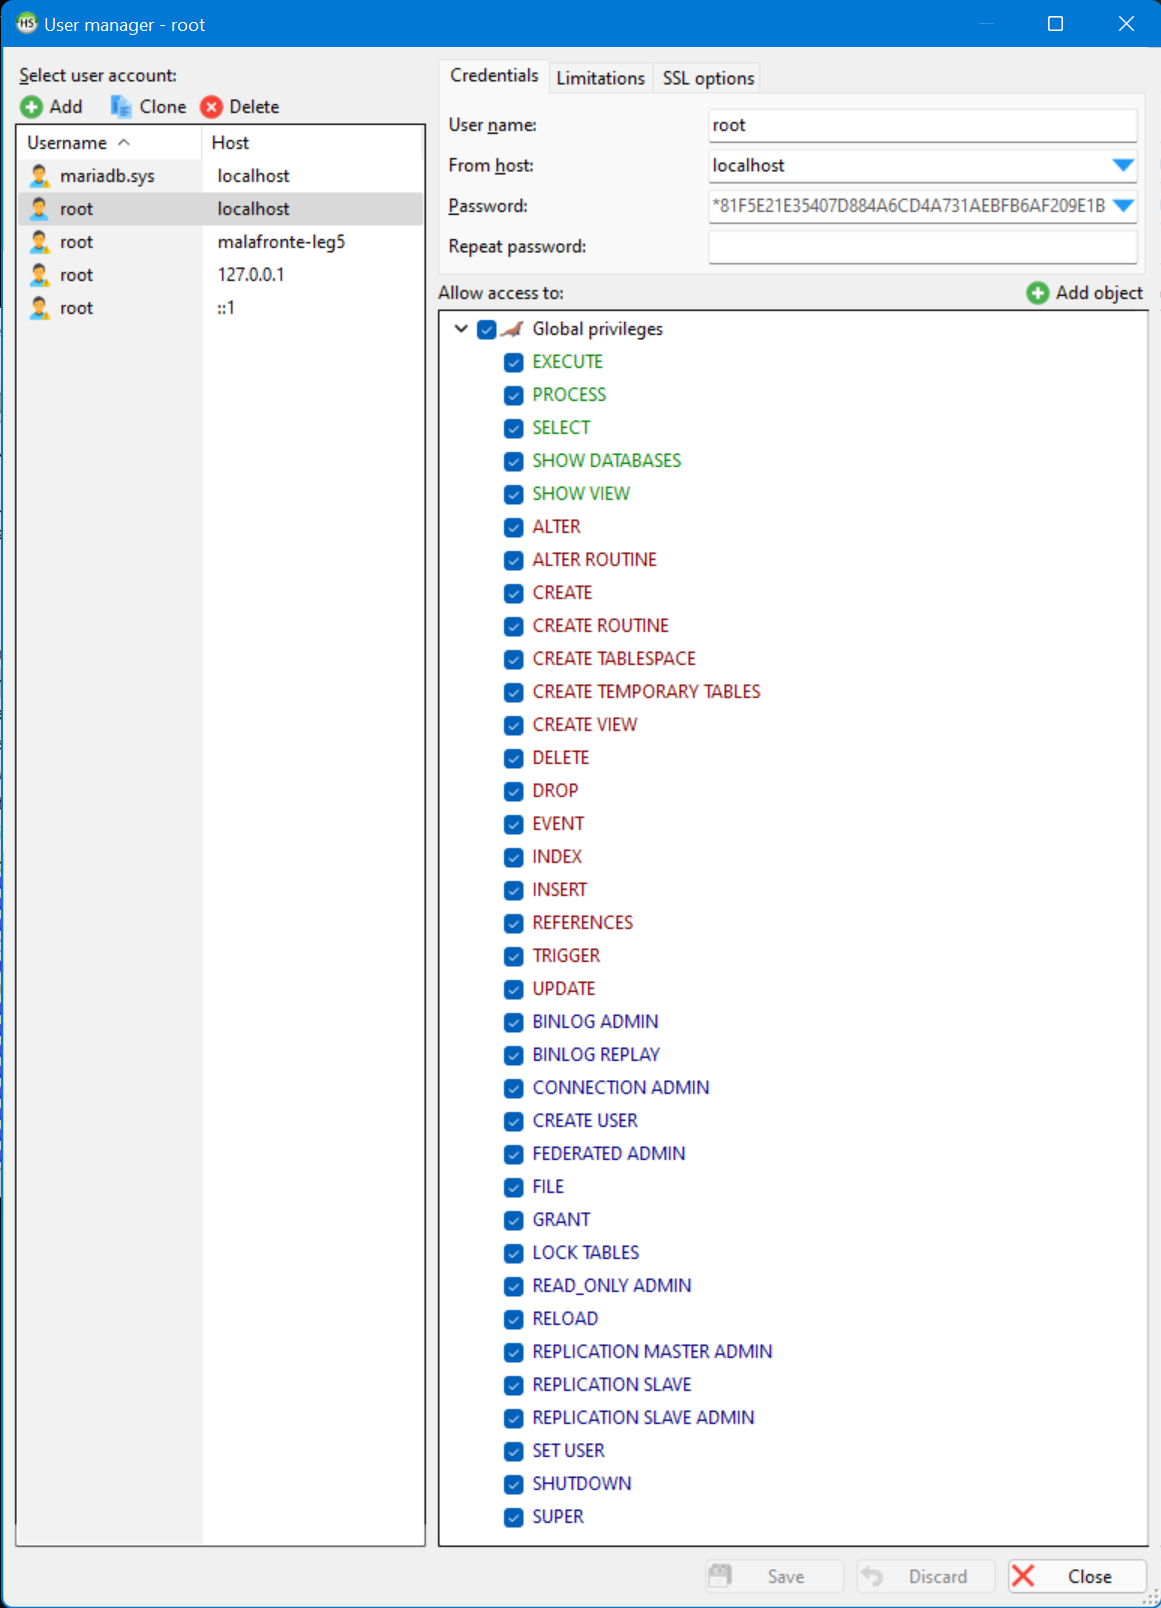 HS User manager - root
Select user account:
Add Clone Delete
Username Host
mariadb.sys localhost
root localhost
root malafronte-leg5
root 127.0.0.1
root ::1
Credentials Limitations SSL options
User name: root
From host: localhost
Password: *81F5E21E35407D884A6CD4A731AEBFB6AF209E1B
Repeat password:
Allow access to: Add object
Global privileges
EXECUTE
PROCESS
SELECT
SHOW DATABASES
SHOW VIEW
ALTER
ALTER ROUTINE
CREATE
CREATE ROUTINE
CREATE TABLESPACE
CREATE TEMPORARY TABLES
CREATE VIEW
DELETE
DROP
EVENT
INDEX
INSERT
REFERENCES
TRIGGER
UPDATE
BINLOG ADMIN
BINLOG REPLAY
CONNECTION ADMIN
CREATE USER
FEDERATED ADMIN
FILE
GRANT
LOCK TABLES
READ_ONLY ADMIN
RELOAD
REPLICATION MASTER ADMIN
REPLICATION SLAVE
REPLICATION SLAVE ADMIN
SET USER
SHUTDOWN
SUPER
Save Discard Close